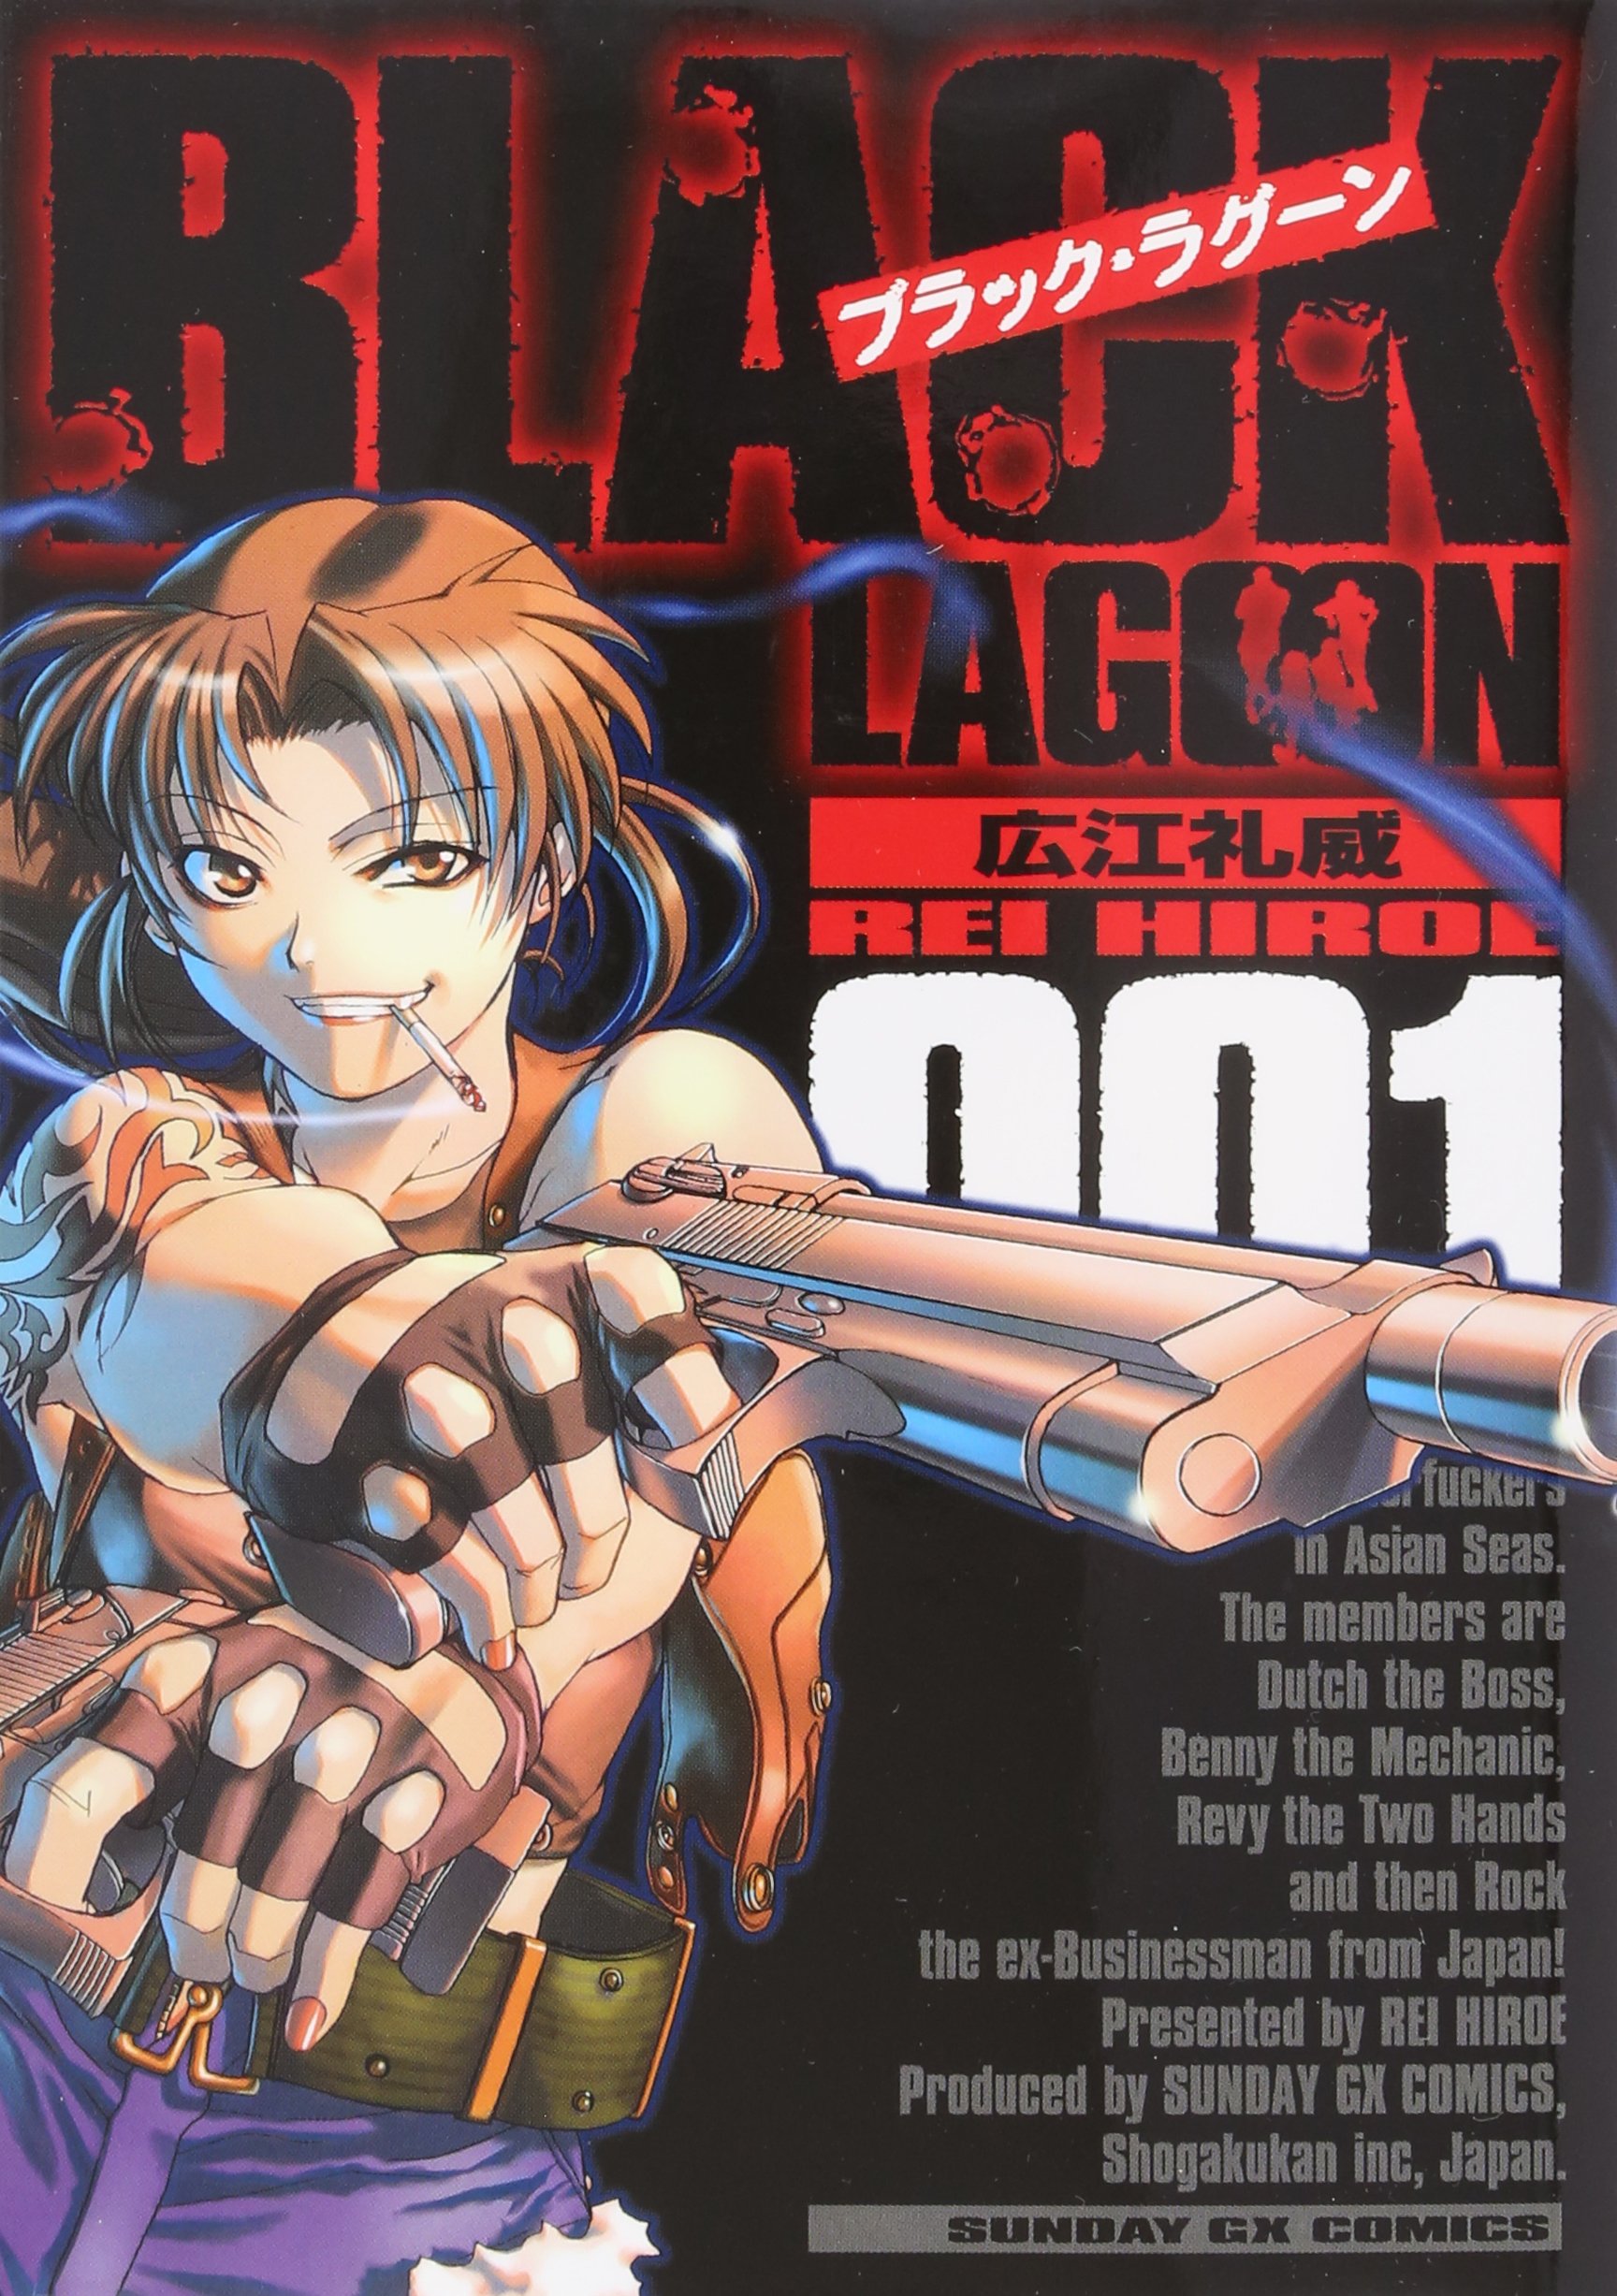 BLACK
ブラック・ラグーン
LAGOON
広江礼威
REI HIROE
001
fuckers
in Asian Seas.
The members are
Dutch the Boss,
Benny the Mechanic,
Revy the Two Hands
and then Rock
the ex-Businessman from Japan!
Presented by REI HIROE
Produced by SUNDAY GX COMICS,
Shogakukan inc, Japan.
SUNDAY GX COMICS